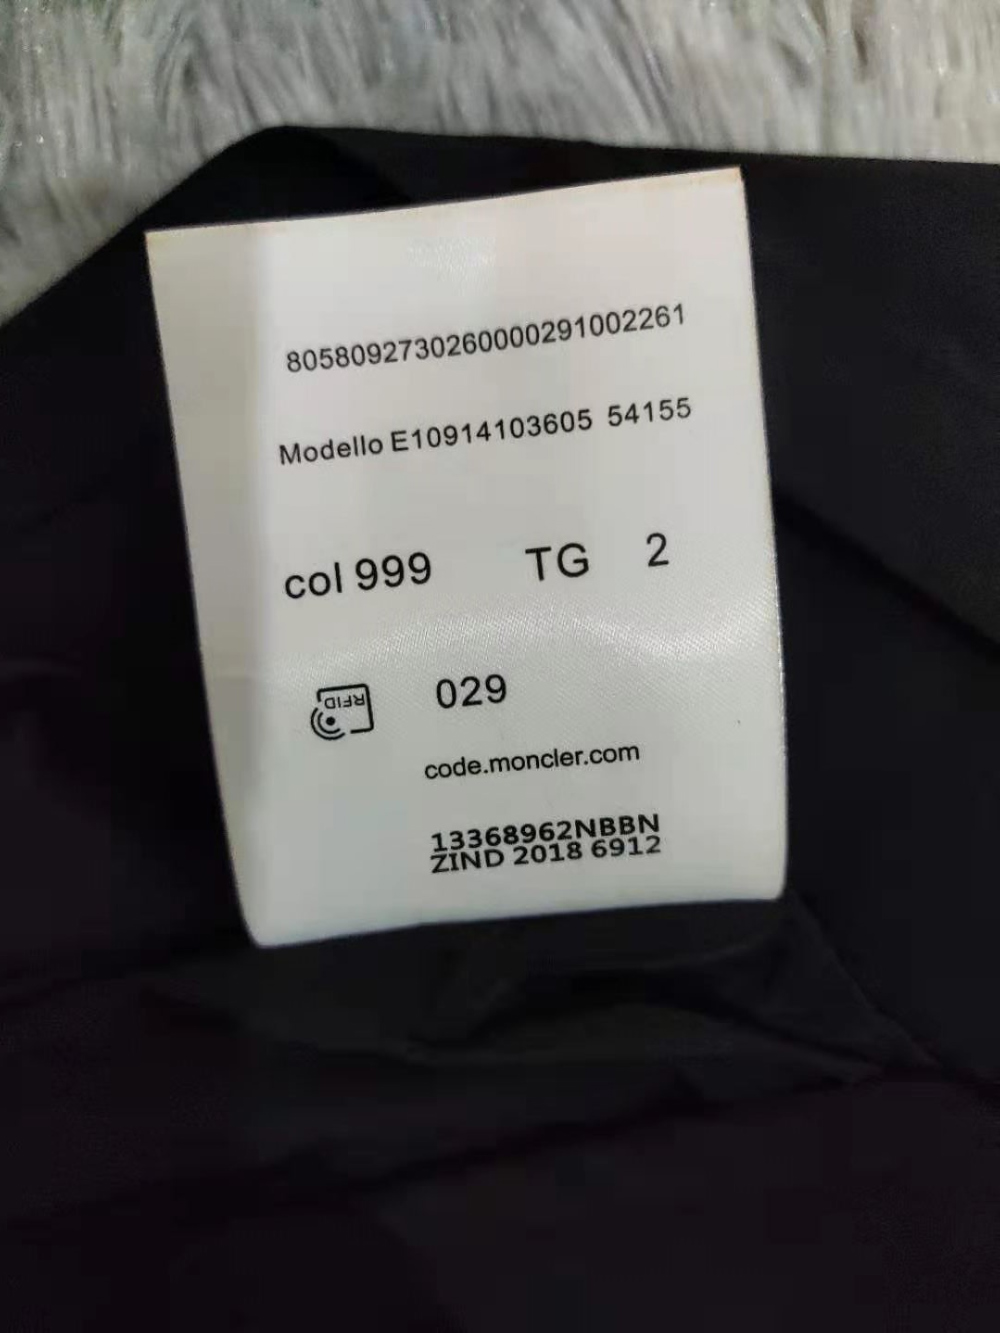 8058092730260000291002261
Modello E10914103605 54155
col 999 TG 2
RFID 029
code.moncler.com
13368962NBBN
ZIND 2018 6912